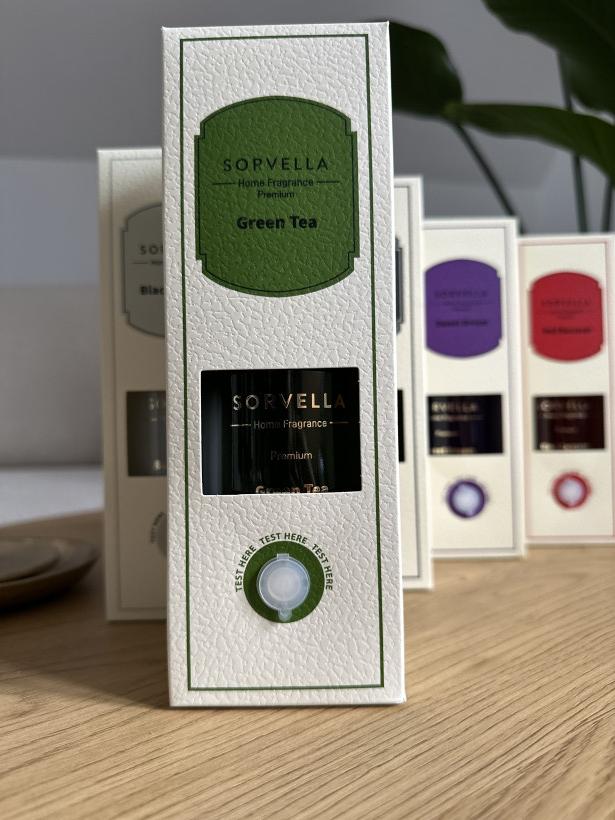 SORVELLA
Home Fragrance
Premium
Green Tea
SORVELLA
Home Fragrance
Premium
Green Tea
TEST HERE TEST HERE TEST HERE
SORVELLA
SORVELLA